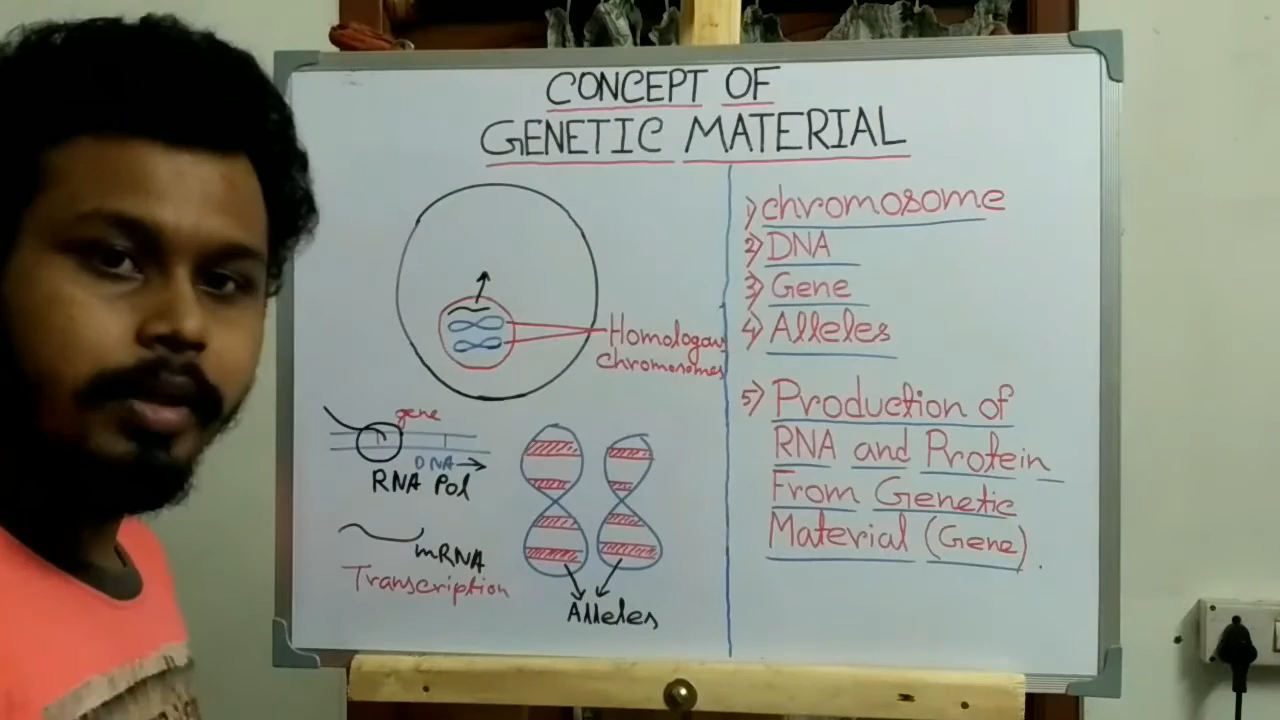 CONCEPT OF
GENETIC MATERIAL
Homologous
chromosomes
gene
DNA
RNA Pol
mRNA
Transcription
Alleles
1) chromosome
2) DNA
3) Gene
4) Alleles
5) Production of
RNA and Protein
From Genetic
Material (Gene).